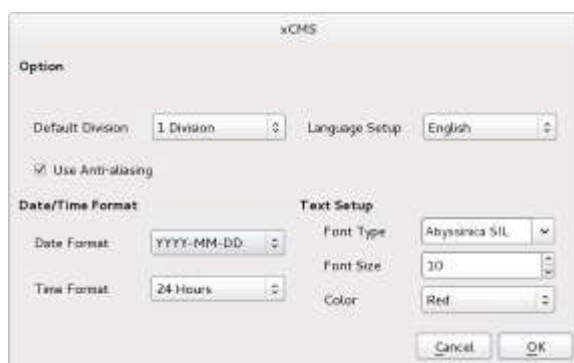 xCMS
Option
Default Division 1 Division Language Setup English
Use Anti-aliasing
Date/Time Format Text Setup
Font Type Abyssinica SIL
Date Format YYYY-MM-DD
Font Size 10
Time Format 24 Hours
Color Red
Cancel OK